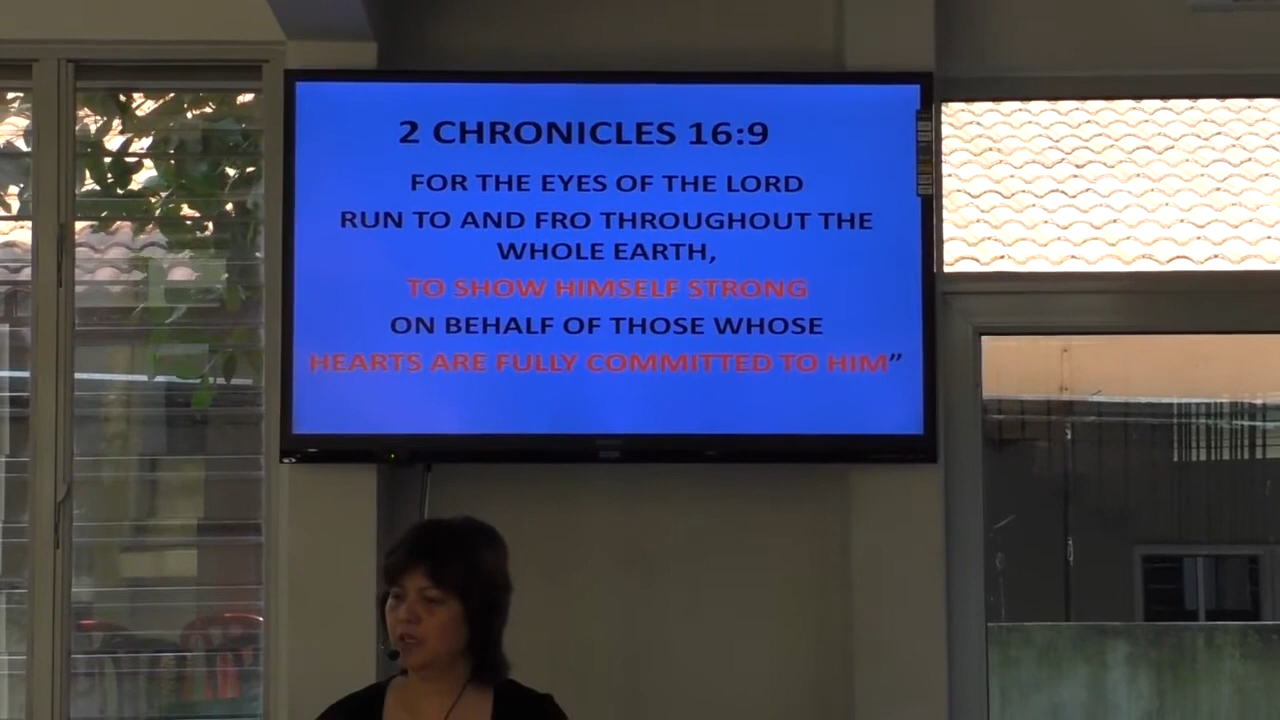 2 CHRONICLES 16:9
FOR THE EYES OF THE LORD
RUN TO AND FRO THROUGHOUT THE
WHOLE EARTH,
TO SHOW HIMSELF STRONG
ON BEHALF OF THOSE WHOSE
HEARTS ARE FULLY COMMITTED TO HIM”